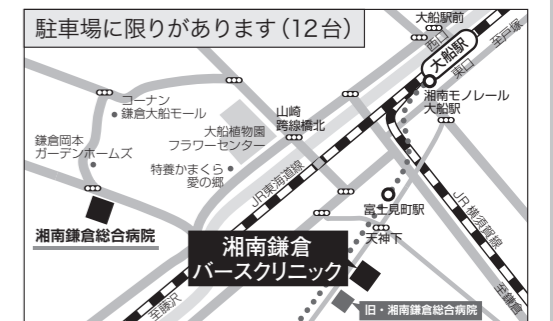 駐車場に限りがあります（12台）
大船駅前
西口
至戸塚
大船駅
東口
湘南モノレール
大船駅
コーナン
鎌倉大船モール
山崎
跨線橋北
大船植物園
フラワーセンター
鎌倉岡本
ガーデンホームズ
特養かまくら
愛の郷
JR東海道線
富士見町駅
JR横須賀線
天神下
湘南鎌倉総合病院
湘南鎌倉
バースクリニック
至藤沢
旧・湘南鎌倉総合病院
至鎌倉